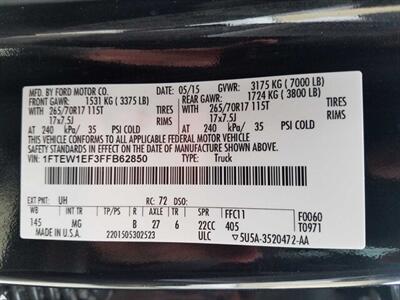 MFD. BY FORD MOTOR CO. 05/15 GVWR: 3175 KG ( 7000 LB)
FRONT GAWR: 1531 KG ( 3375 LB) REAR GAWR: 1724 KG ( 3800 LB)
265/70R17 115T TIRES 265/70R17 115T TIRES
17x7.5J RIMS 17x7.5J RIMS
AT 240 kPa/ 35 PSI COLD AT 240 kPa/ 35 PSI COLD
THIS VEHICLE CONFORMS TO ALL APPLICABLE FEDERAL MOTOR VEHICLE
SAFETY STANDARDS IN EFFECT ON THE DATE OF MANUFACTURE SHOWN ABOVE.
VIN: 1FTEW1EF3FFB62850 TYPE: Truck
EXT PNT: UH RC: 72 DSO:
WB INT TR TP/PS R AXLE TR SPR FFC11 F0060
145 MG B 27 6 22CC 405 T0971
2201505302523 ULC 5U5A-3520472-AA